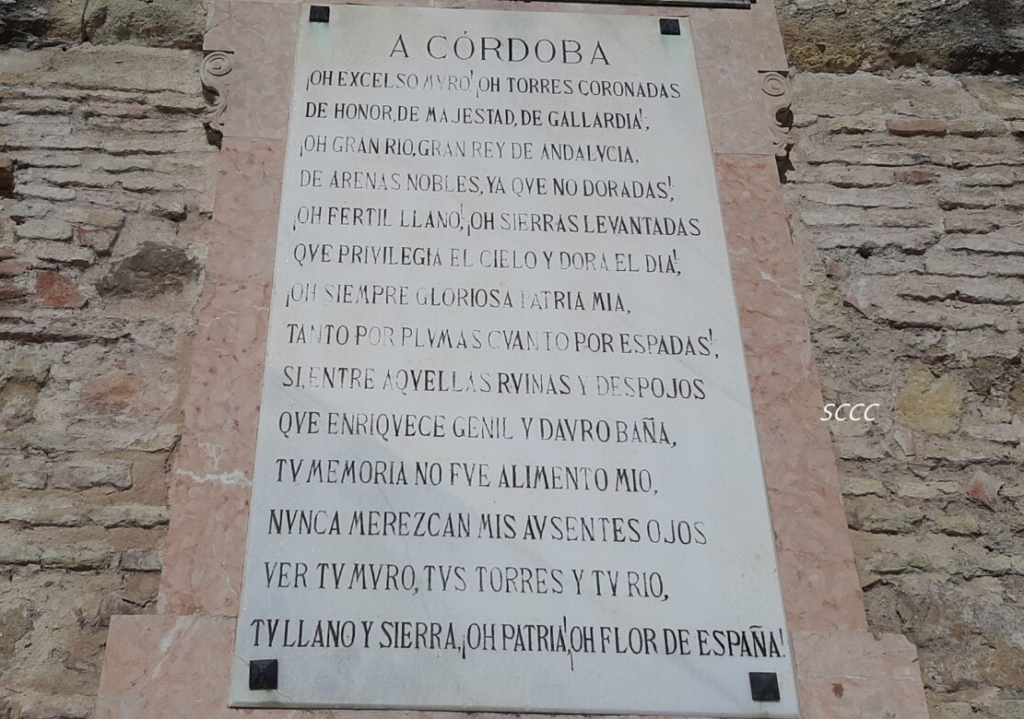 A CÓRDOBA
¡OH EXCELSO MVRO! ¡OH TORRES CORONADAS
DE HONOR, DE MAJESTAD, DE GALLARDIA!,
¡OH GRAN RIO, GRAN REY DE ANDALVCIA,
DE ARENAS NOBLES, YA QVE NO DORADAS!
¡OH FERTIL LLANO!, ¡OH SIERRAS LEVANTADAS
QVE PRIVILEGIA EL CIELO Y DORA EL DIA!,
¡OH SIEMPRE GLORIOSA PATRIA MIA,
TANTO POR PLVMAS CVANTO POR ESPADAS!,
SI, ENTRE AQVELLAS RVINAS Y DESPOJOS
QVE ENRIQVECE GENIL Y DAVRO BAÑA,
TV MEMORIA NO FVE ALIMENTO MIO,
NVNCA MEREZCAN MIS AVSENTES OJOS
VER TV MVRO, TVS TORRES Y TV RIO,
TV LLANO Y SIERRA, ¡OH PATRIA! ¡OH FLOR DE ESPAÑA!
SCCC